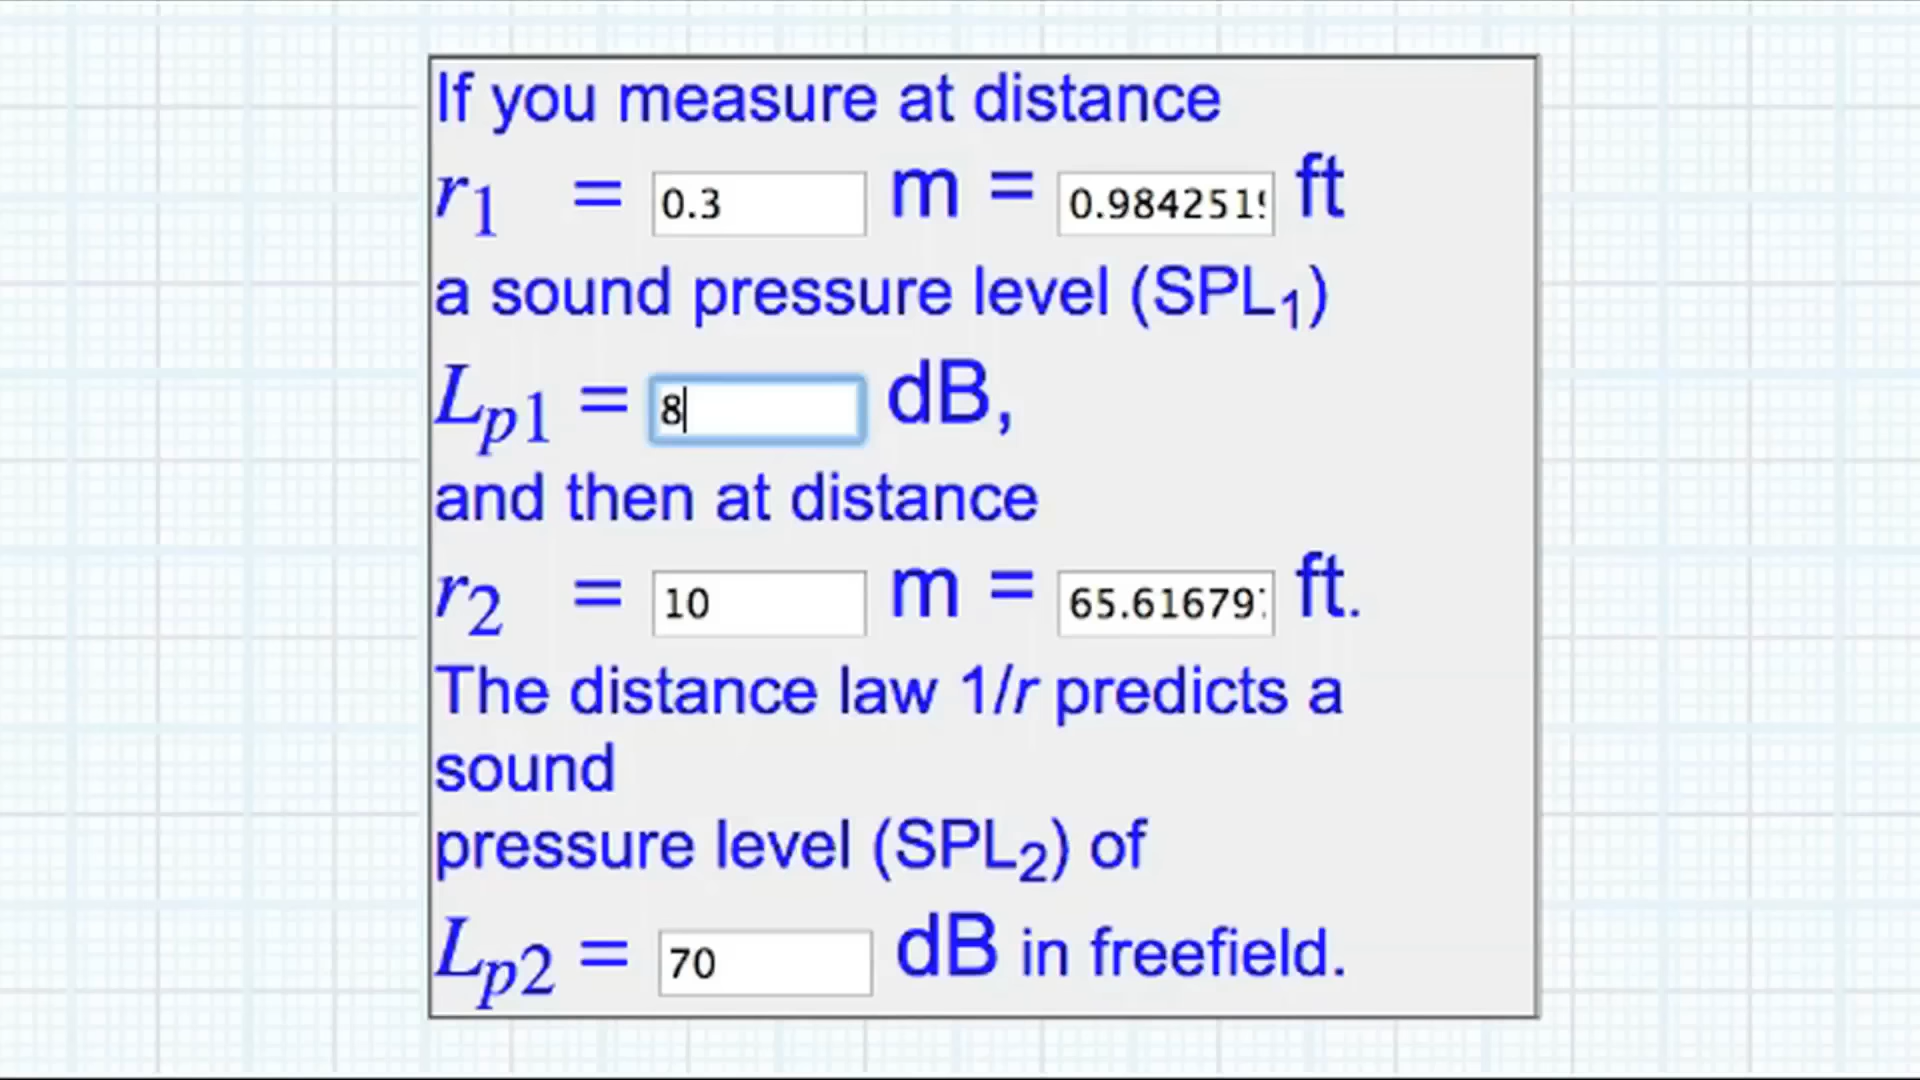 If you measure at distance
r1 = 0.3 m = 0.9842519 ft
a sound pressure level (SPL1)
Lp1 = 8 dB,
and then at distance
r2 = 10 m = 65.616797 ft.
The distance law 1/r predicts a
sound
pressure level (SPL2) of
Lp2 = 70 dB in freefield.